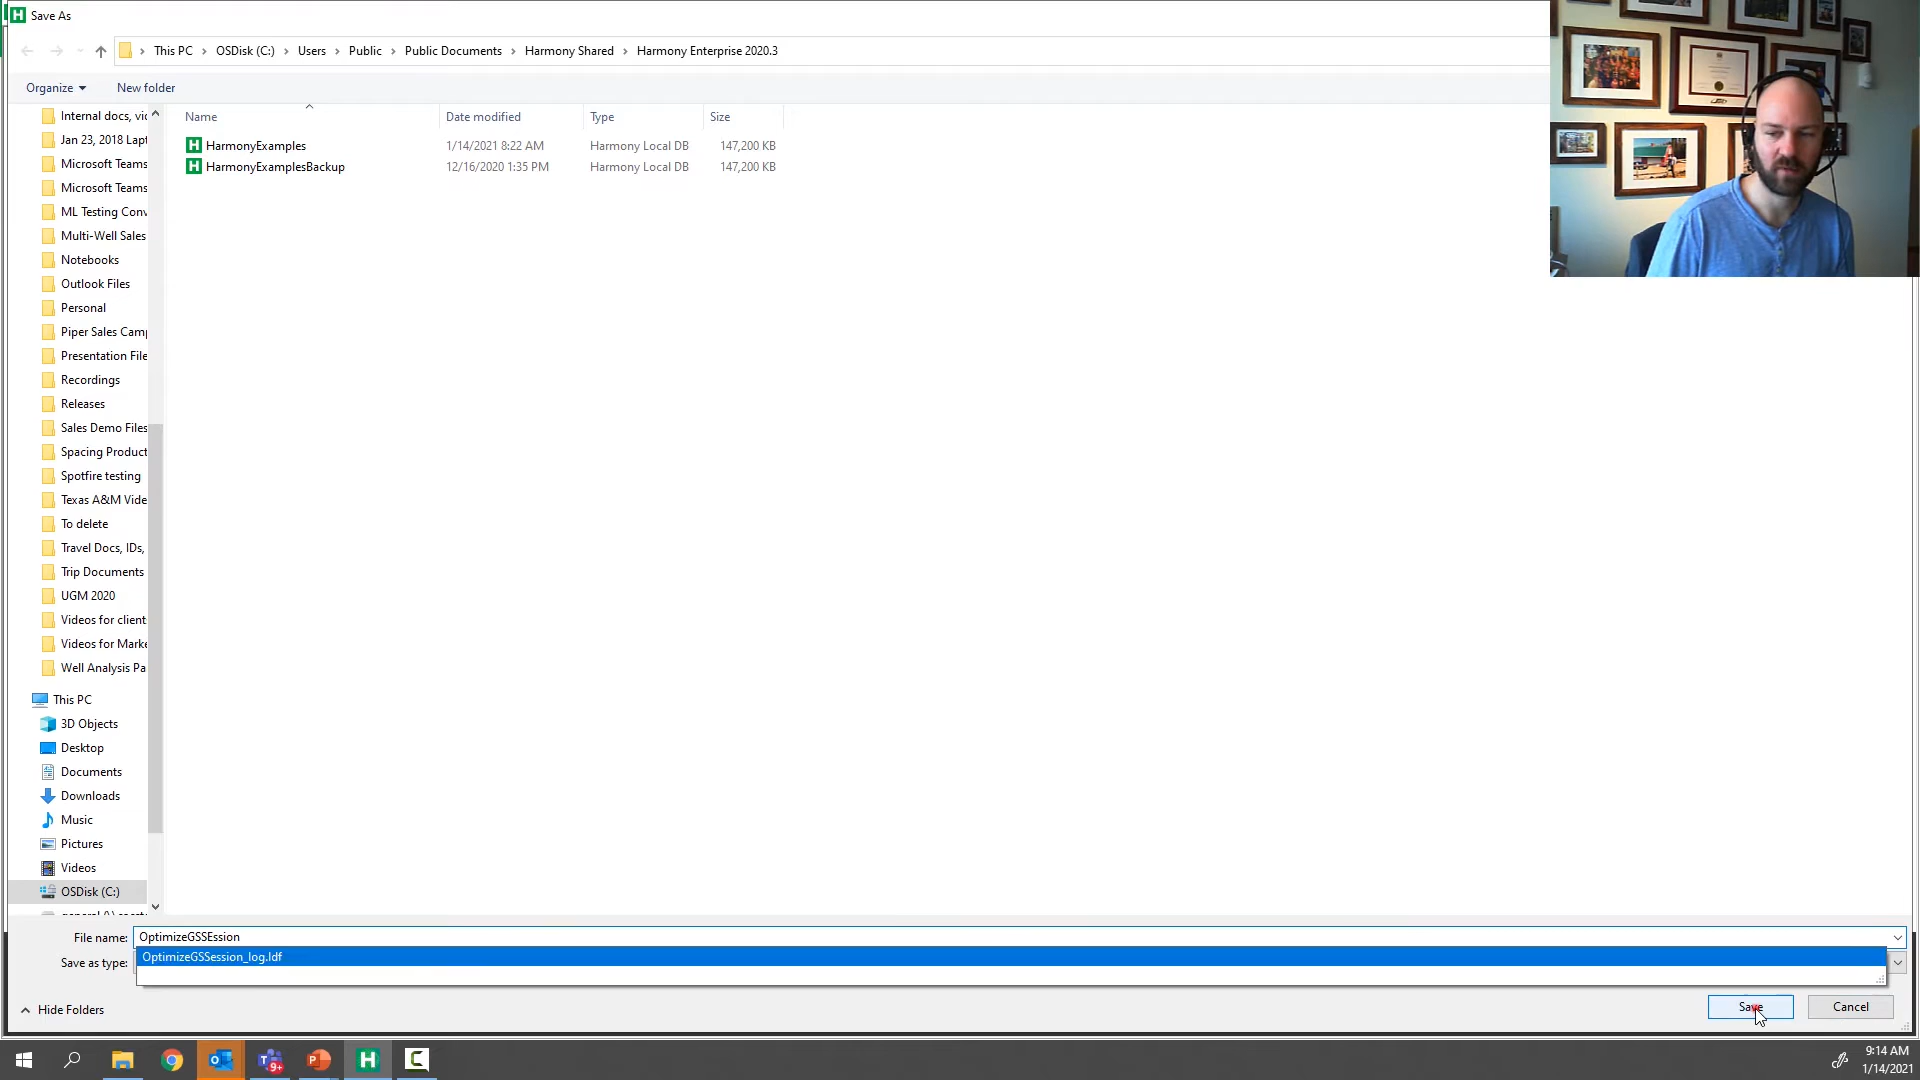 Save As
This PC > OSDisk (C:) > Users > Public > Public Documents > Harmony Shared > Harmony Enterprise 2020.3
Organize
New folder
Name
Date modified
Type
Size
HarmonyExamples
1/14/2021 8:22 AM
Harmony Local DB
147,200 KB
HarmonyExamplesBackup
12/16/2020 1:35 PM
Harmony Local DB
147,200 KB
Internal docs, vi
Jan 23, 2018 Lapt
Microsoft Teams
Microsoft Teams
ML Testing Conv
Multi-Well Sales
Notebooks
Outlook Files
Personal
Piper Sales Camp
Presentation File
Recordings
Releases
Sales Demo Files
Spacing Product
Spotfire testing
Texas A&M Vide
To delete
Travel Docs, IDs,
Trip Documents
UGM 2020
Videos for client
Videos for Marke
Well Analysis Pa
This PC
3D Objects
Desktop
Documents
Downloads
Music
Pictures
Videos
OSDisk (C:)
File name:
OptimizeGSSEssion
OptimizeGSSession_log.ldf
Save as type:
Hide Folders
Save
Cancel
9+
9:14 AM
1/14/2021